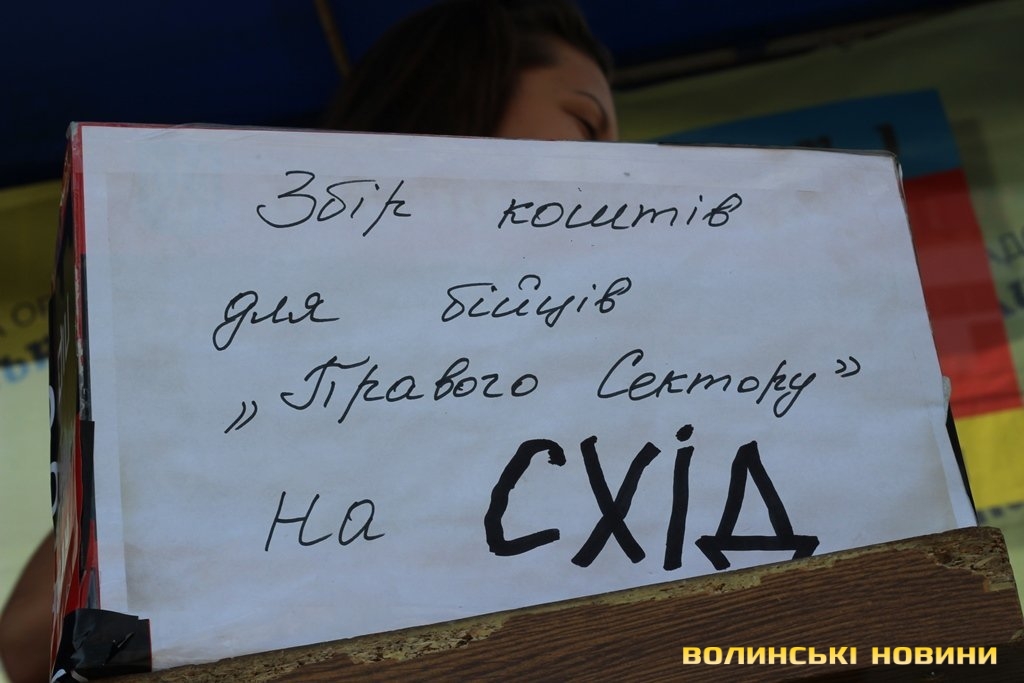 Збір коштів
для бійців
„Правого Сектору”
на СХІД
ВОЛИНСЬКІ НОВИНИ